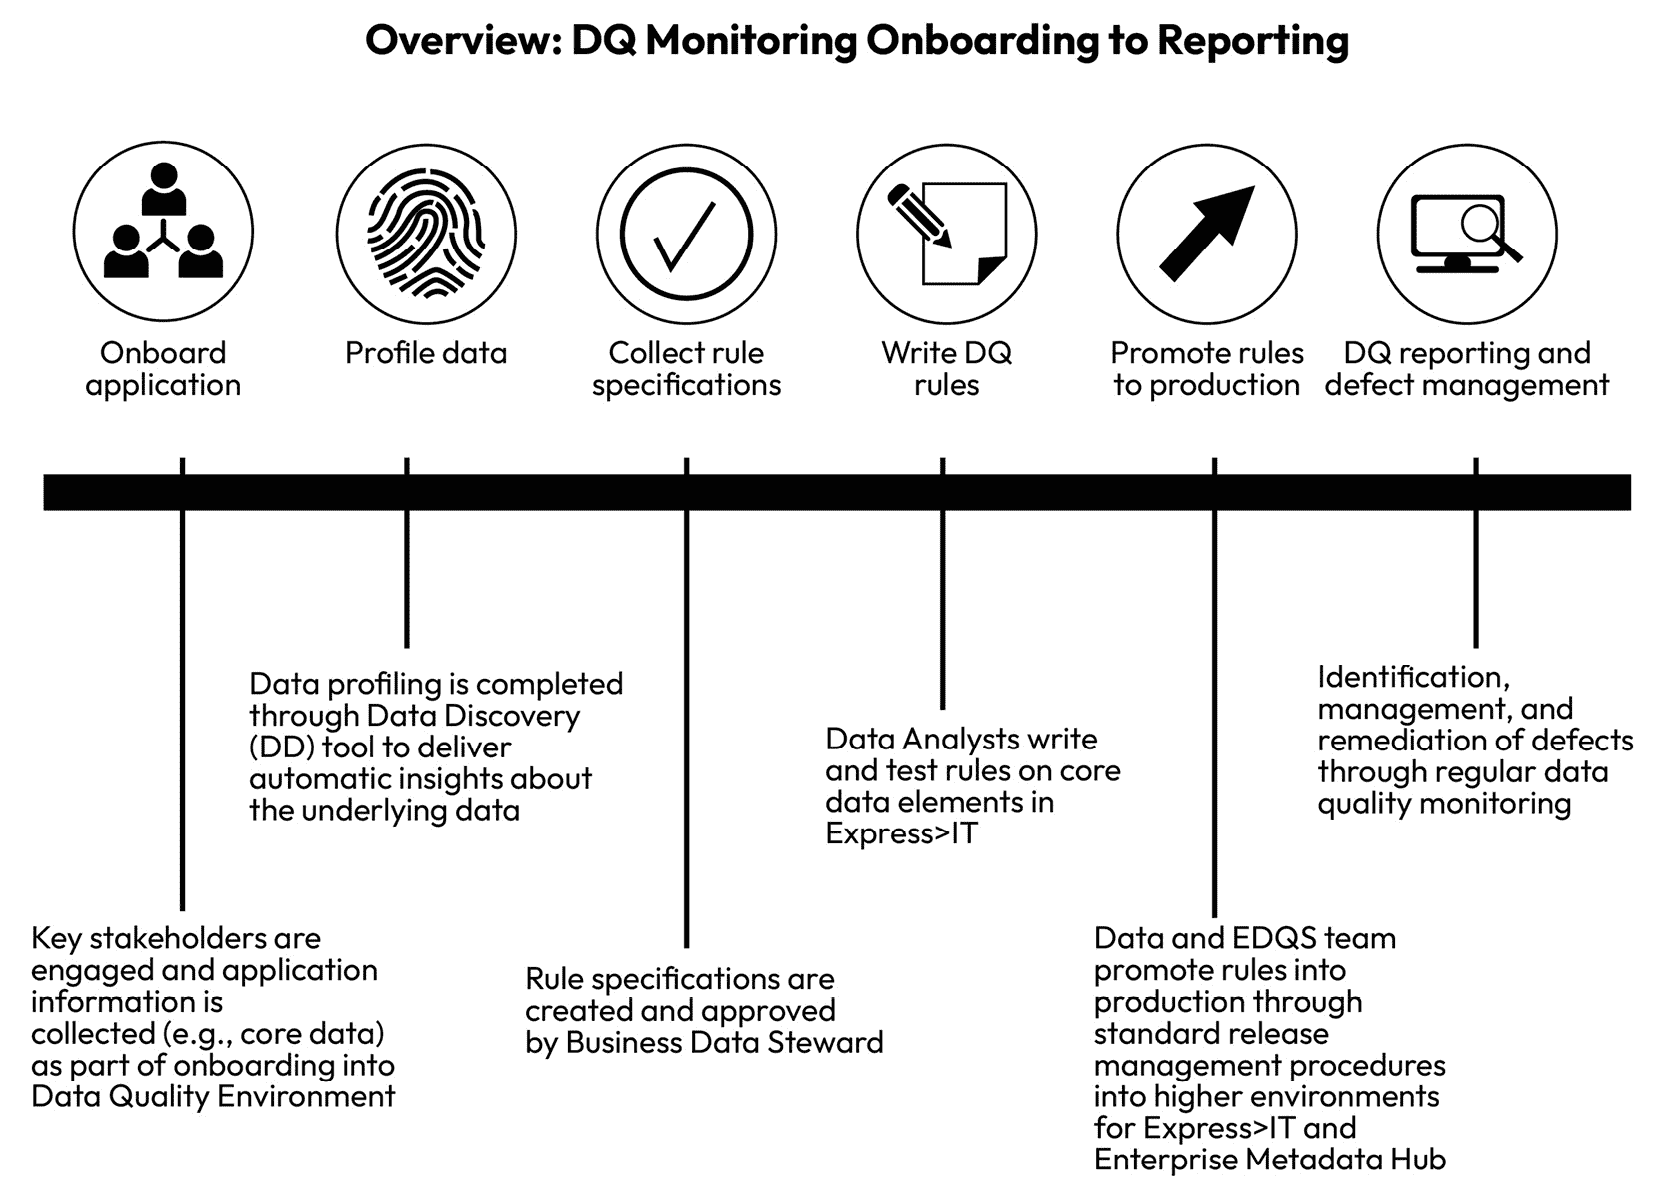 Overview: DQ Monitoring Onboarding to Reporting
Onboard
application
Profile data
Collect rule
specifications
Write DQ
rules
Promote rules
to production
DQ reporting and
defect management
Key stakeholders are
engaged and application
information is
collected (e.g., core data)
as part of onboarding into
Data Quality Environment
Data profiling is completed
through Data Discovery
(DD) tool to deliver
automatic insights about
the underlying data
Rule specifications are
created and approved
by Business Data Steward
Data Analysts write
and test rules on core
data elements in
Express>IT
Data and EDQS team
promote rules into
production through
standard release
management procedures
into higher environments
for Express>IT and
Enterprise Metadata Hub
Identification,
management, and
remediation of defects
through regular data
quality monitoring